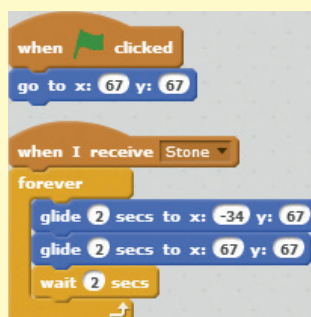 when clicked
go to x: 67 y: 67
when I receive Stone
forever
glide 2 secs to x: -34 y: 67
glide 2 secs to x: 67 y: 67
wait 2 secs